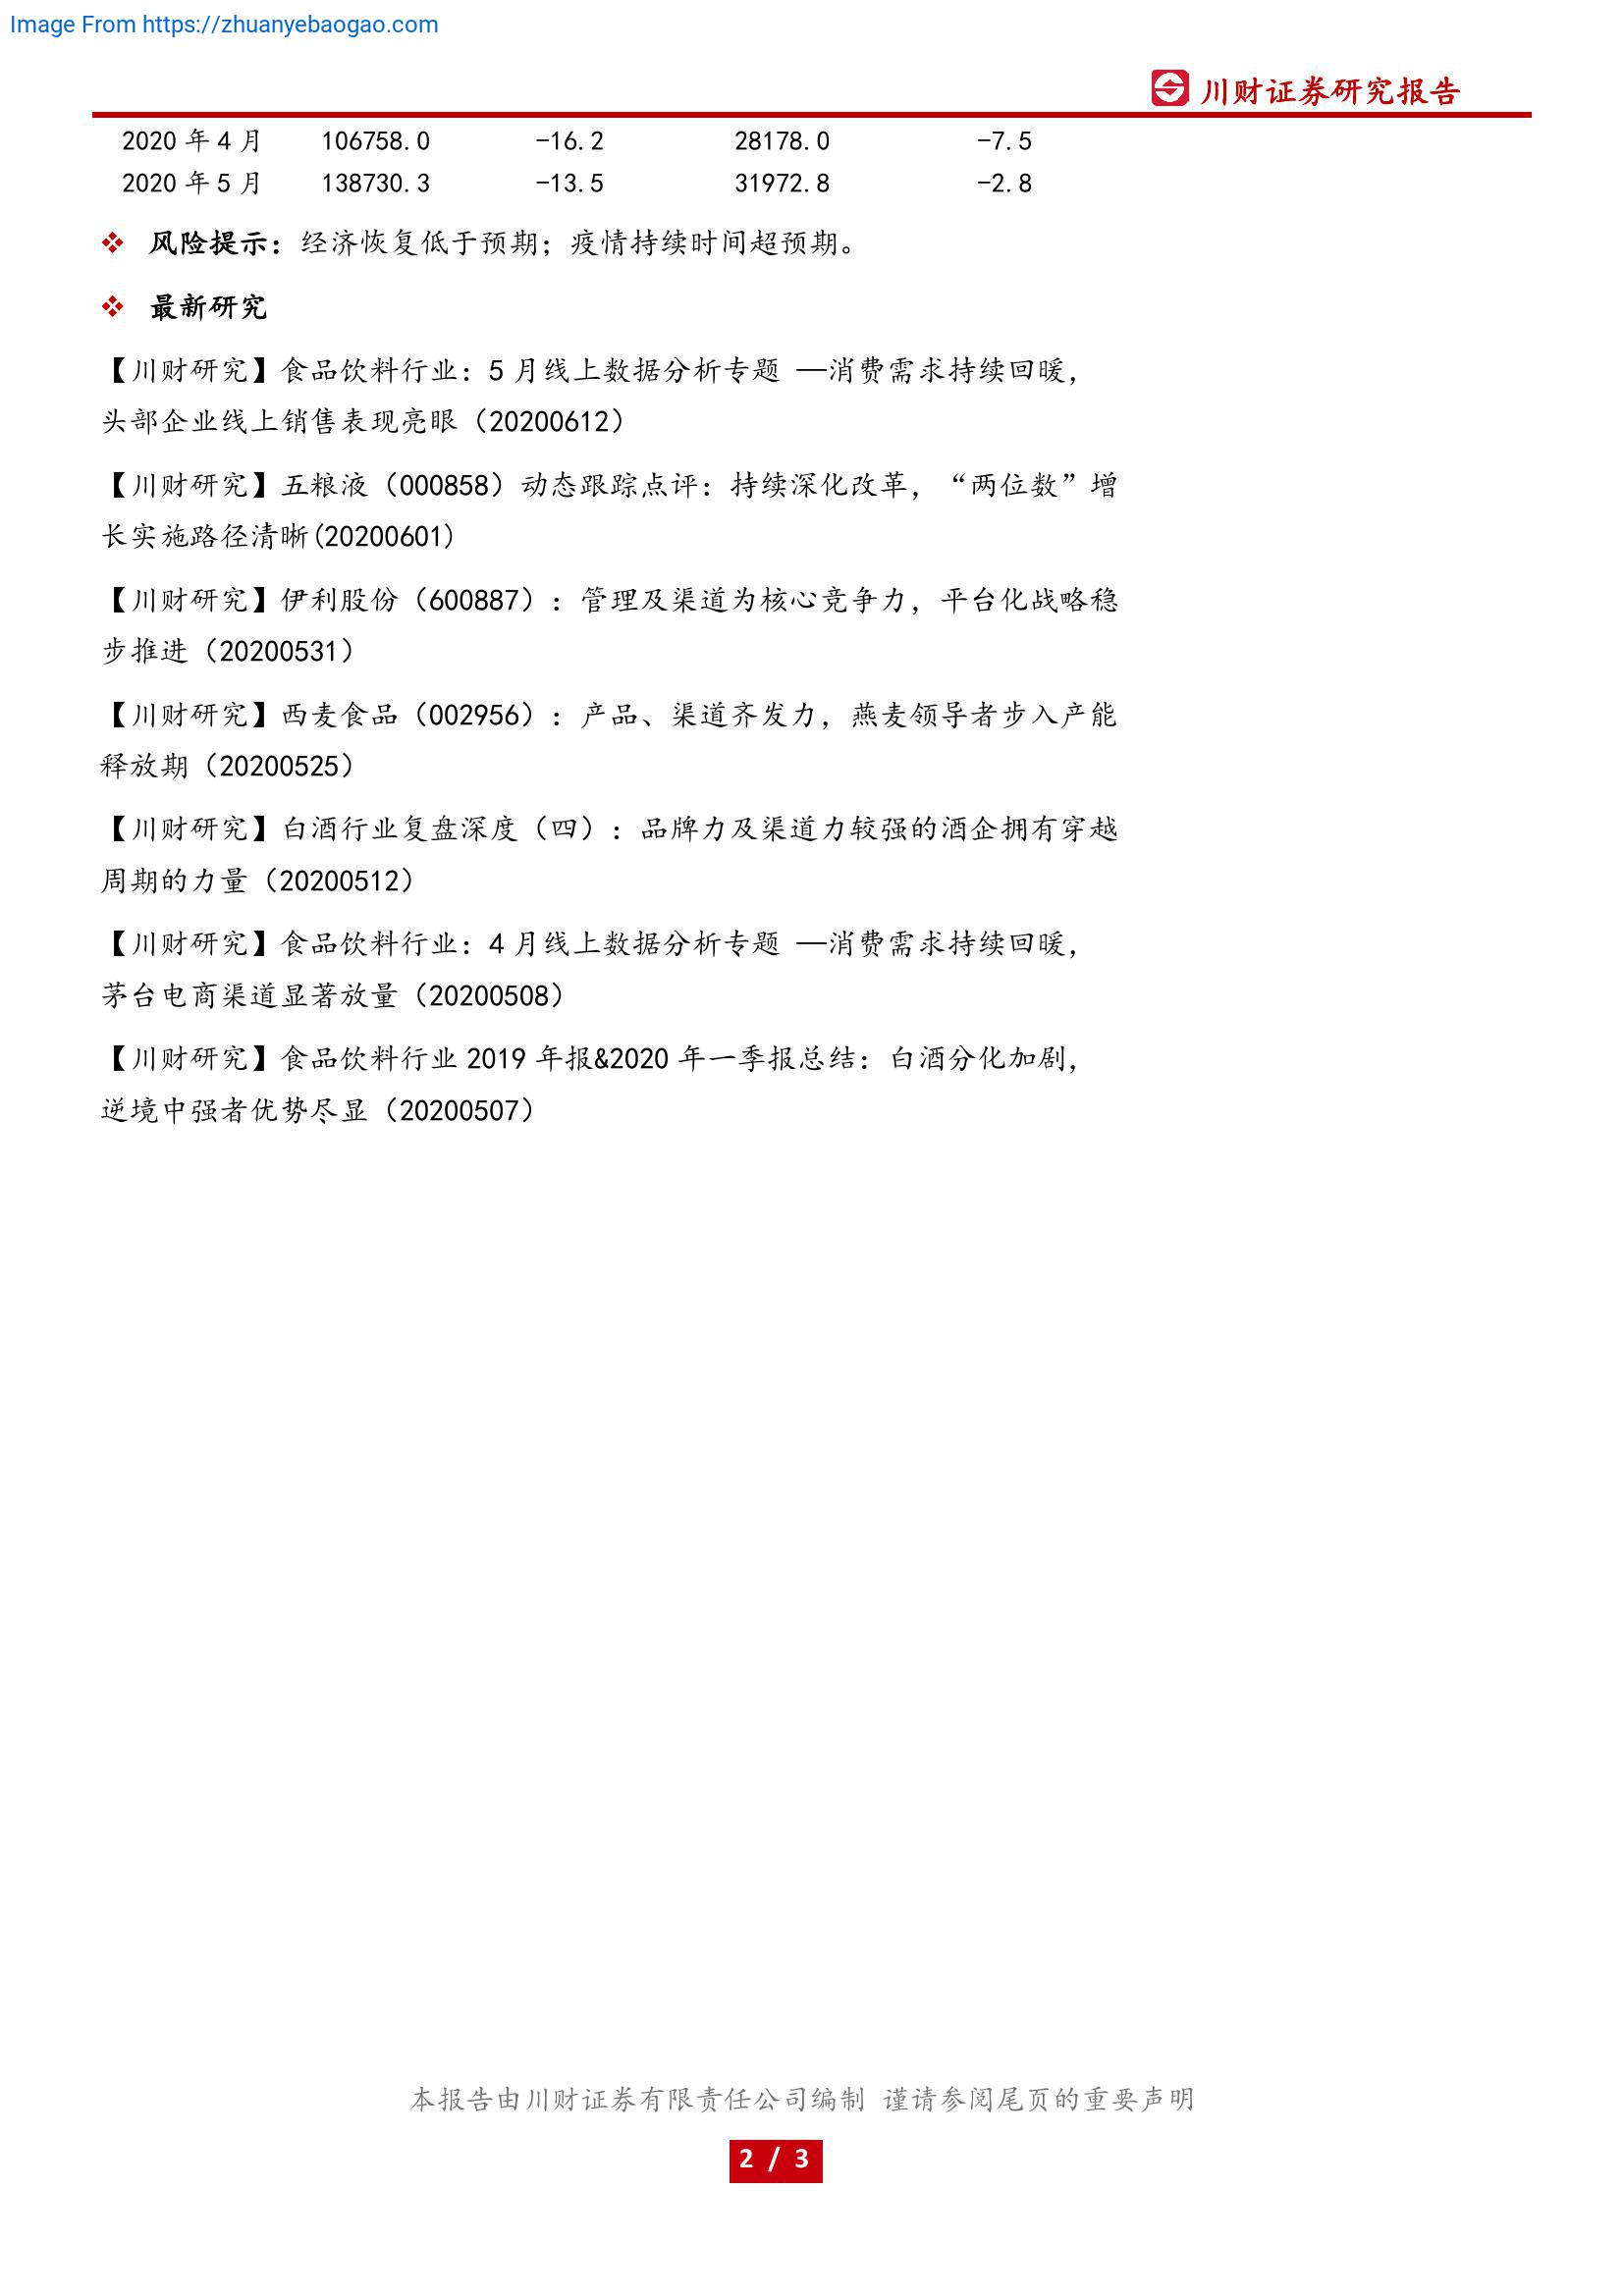 Image From https://zhuanyebaogao.com
川财证券研究报告
2020 年 4 月 106758.0 -16.2 28178.0 -7.5
2020 年 5 月 138730.3 -13.5 31972.8 -2.8
❖ 风险提示：经济恢复低于预期；疫情持续时间超预期。
❖ 最新研究
【川财研究】食品饮料行业：5 月线上数据分析专题 —消费需求持续回暖，
头部企业线上销售表现亮眼（20200612）
【川财研究】五粮液（000858）动态跟踪点评：持续深化改革，“两位数”增
长实施路径清晰(20200601)
【川财研究】伊利股份（600887）：管理及渠道为核心竞争力，平台化战略稳
步推进（20200531）
【川财研究】西麦食品（002956）：产品、渠道齐发力，燕麦领导者步入产能
释放期（20200525）
【川财研究】白酒行业复盘深度（四）：品牌力及渠道力较强的酒企拥有穿越
周期的力量（20200512）
【川财研究】食品饮料行业：4 月线上数据分析专题 —消费需求持续回暖，
茅台电商渠道显著放量（20200508）
【川财研究】食品饮料行业 2019 年报&2020 年一季报总结：白酒分化加剧，
逆境中强者优势尽显（20200507）
本报告由川财证券有限责任公司编制 谨请参阅尾页的重要声明
2 / 3